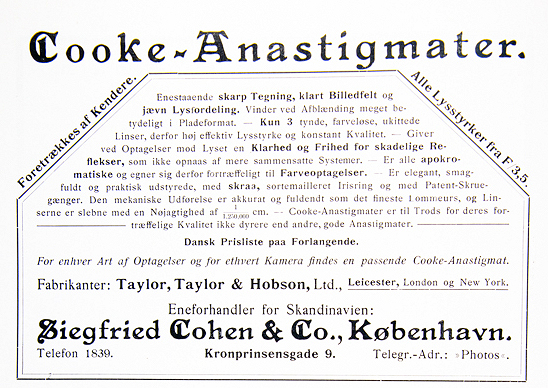 Cooke-Anastigmater.
Foretrækkes af Kendere.
Alle Lysstyrker fra F 3,5.
Enestaaende skarp Tegning, klart Billedfelt og
jævn Lysfordeling. Vinder ved Afblænding meget be-
tydeligt i Pladeformat. — Kun 3 tynde, farveløse, ukittede
Linser, derfor høj effektiv Lysstyrke og konstant Kvalitet. — Giver
ved Optagelser mod Lyset en Klarhed og Frihed for skadelige Re-
flekser, som ikke opnaas af mere sammensatte Systemer. — Er alle apokro-
matiske og egner sig derfor fortræffeligt til Farveoptagelser. — Er elegant, smag-
fuldt og praktisk udstyrede, med skraa, sortemailleret Irisring og med Patent-Skrue-
gænger. Den mekaniske Udførelse er akkurat og fuldendt som det fineste Lommeurs, og Lin-
serne er slebne med en Nøjagtighed af 1/1,250,000 cm. — Cooke-Anastigmater er til Trods for deres for-
træffelige Kvalitet ikke dyrere end andre, gode Anastigmater.
Dansk Prisliste paa Forlangende.
For enhver Art af Optagelser og for ethvert Kamera findes en passende Cooke-Anastigmat.
Fabrikanter: Taylor, Taylor & Hobson, Ltd., Leicester, London og New York.
Eneforhandler for Skandinavien:
Siegfried Cohen & Co., København.
Telefon 1839. Kronprinsensgade 9. Telegr.-Adr.: »Photos«.